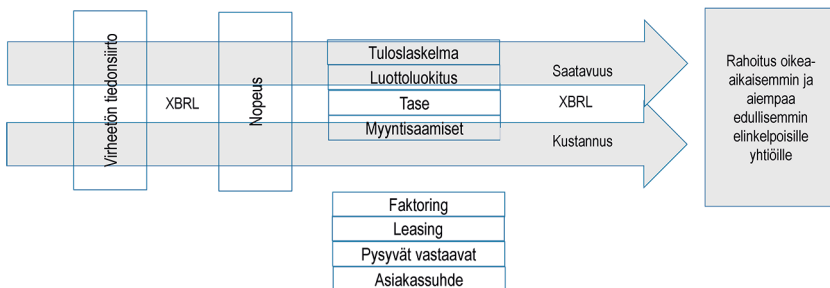 Virheetön tiedonsiirto
XBRL
Nopeus
Tuloslaskelma
Luottoluokitus
Tase
Myyntisaamiset
Saatavuus
XBRL
Kustannus
Rahoitus oikea-
aikaisemmin ja
aiempaa
edullisemmin
elinkelpoisille
yhtiöille
Faktoring
Leasing
Pysyvät vastaavat
Asiakassuhde